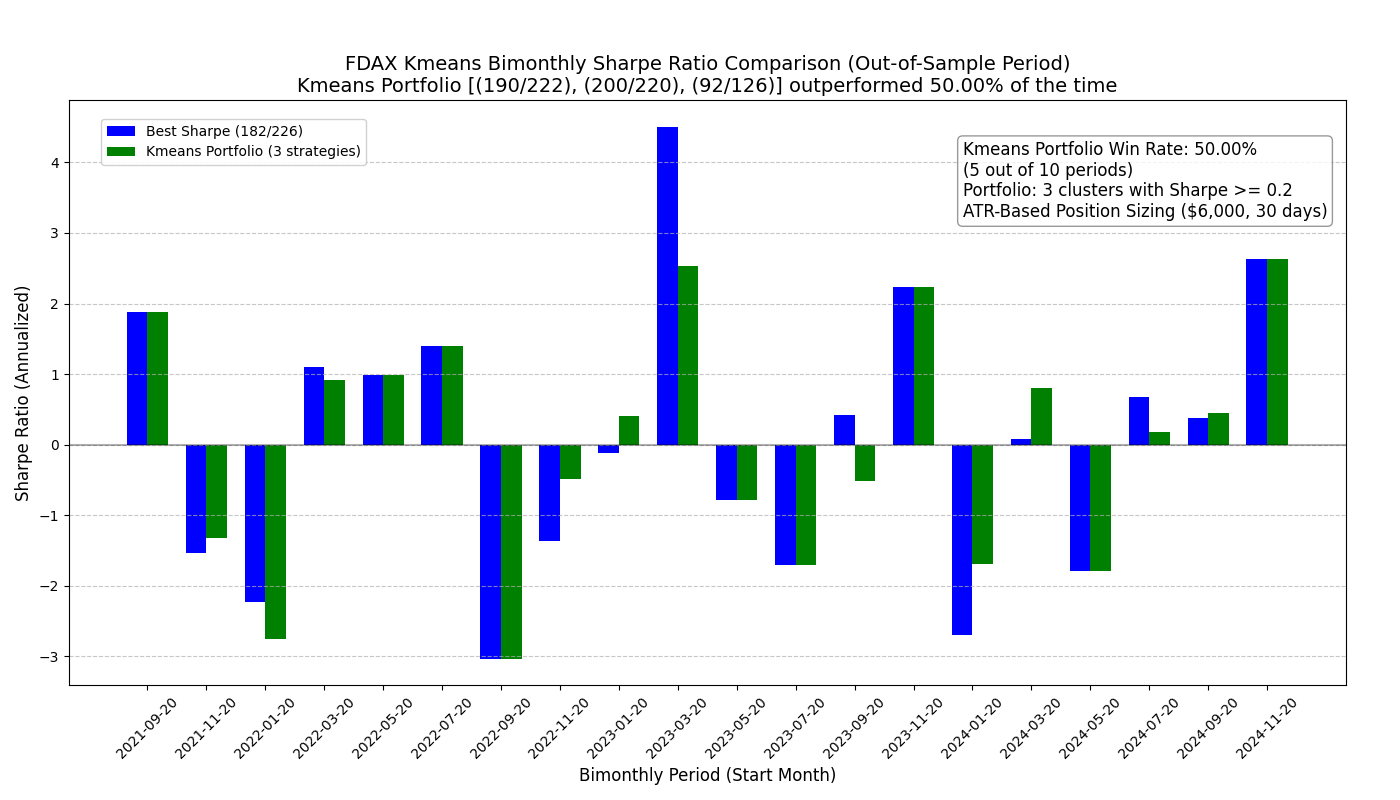 FDAX Kmeans Bimonthly Sharpe Ratio Comparison (Out-of-Sample Period)
Kmeans Portfolio [(190/222), (200/220), (92/126)] outperformed 50.00% of the time
Best Sharpe (182/226)
Kmeans Portfolio (3 strategies)
Kmeans Portfolio Win Rate: 50.00%
(5 out of 10 periods)
Portfolio: 3 clusters with Sharpe >= 0.2
ATR-Based Position Sizing ($6,000, 30 days)
Sharpe Ratio (Annualized)
4
3
2
1
0
−1
−2
−3
2021-09-20
2021-11-20
2022-01-20
2022-03-20
2022-05-20
2022-07-20
2022-09-20
2022-11-20
2023-01-20
2023-03-20
2023-05-20
2023-07-20
2023-09-20
2023-11-20
2024-01-20
2024-03-20
2024-05-20
2024-07-20
2024-09-20
2024-11-20
Bimonthly Period (Start Month)